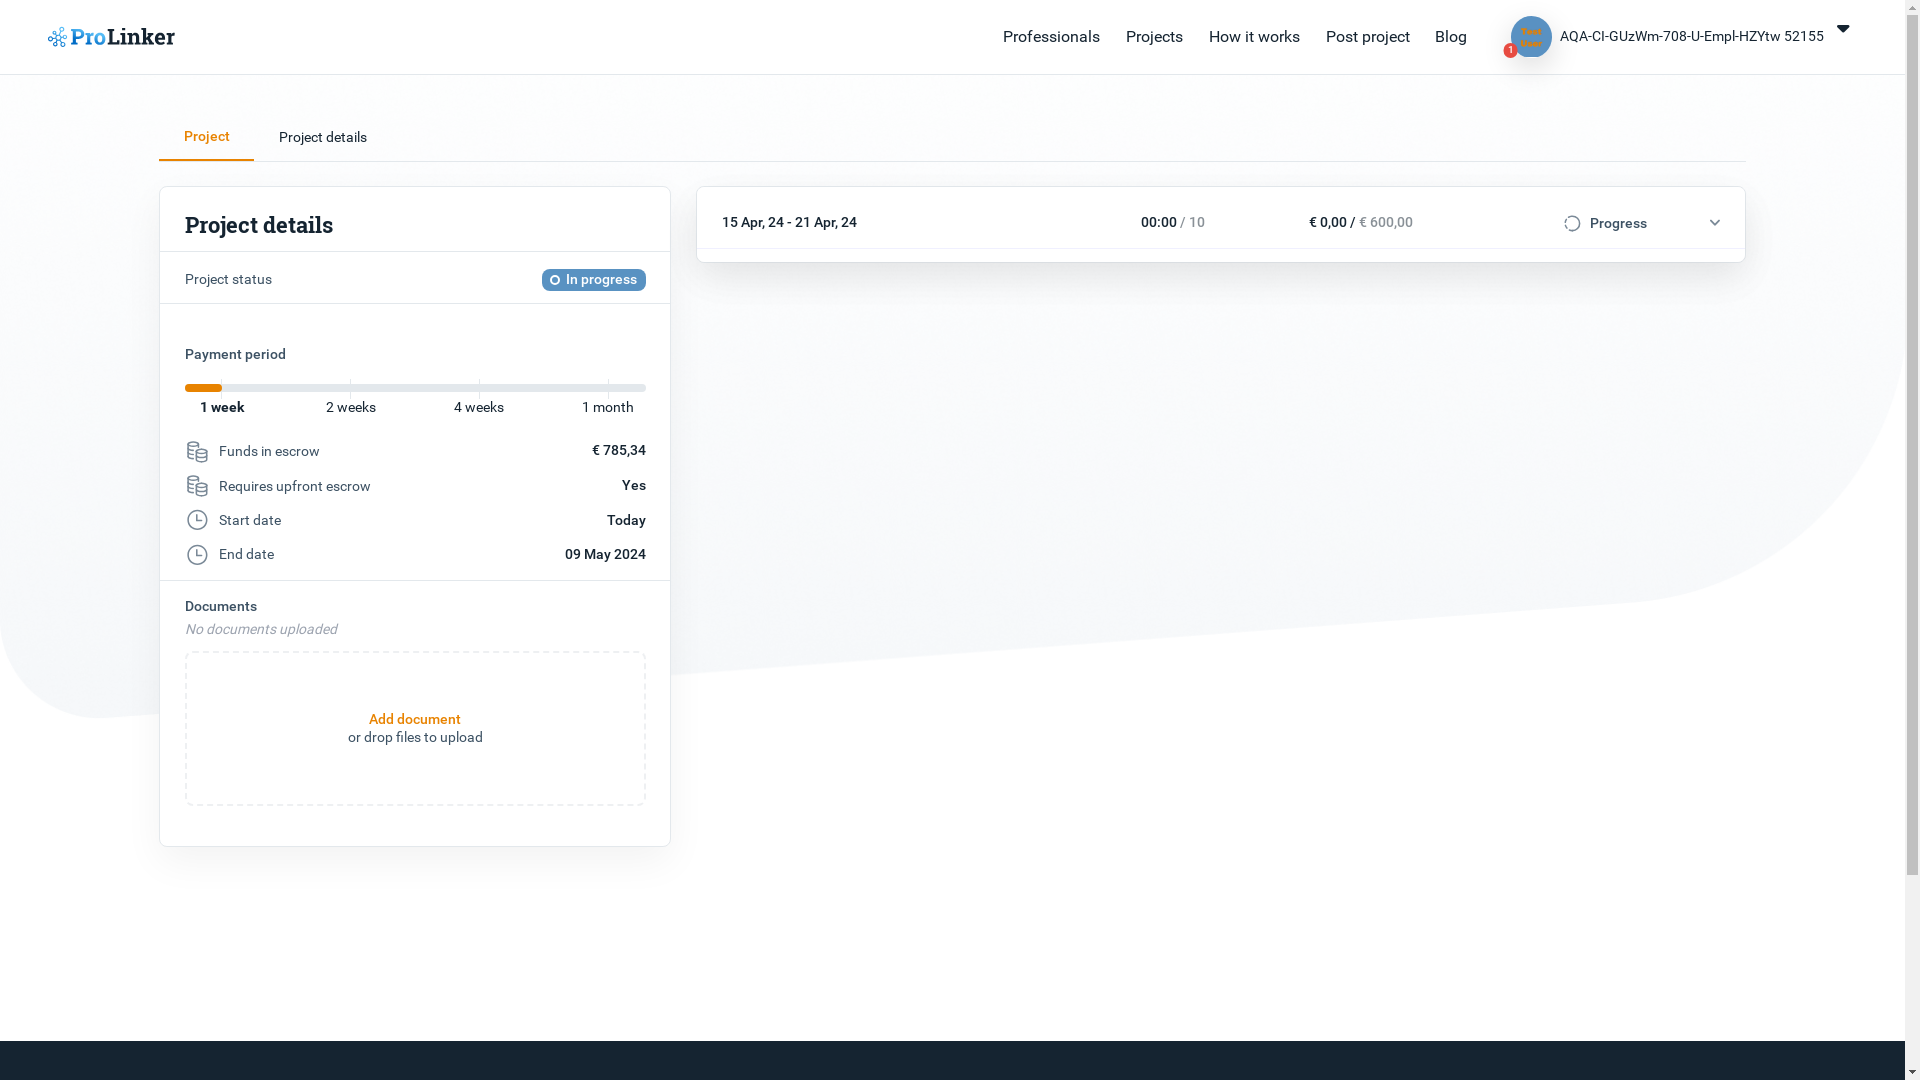 ProLinker
Professionals
Projects
How it works
Post project
Blog
Test
User
1
AQA-CI-GUzWm-708-U-Empl-HZYtw 52155
Project
Project details
Project details
Project status
In progress
Payment period
1 week
2 weeks
4 weeks
1 month
Funds in escrow
€ 785,34
Requires upfront escrow
Yes
Start date
Today
End date
09 May 2024
Documents
No documents uploaded
Add document
or drop files to upload
15 Apr, 24 - 21 Apr, 24
00:00 / 10
€ 0,00 / € 600,00
Progress